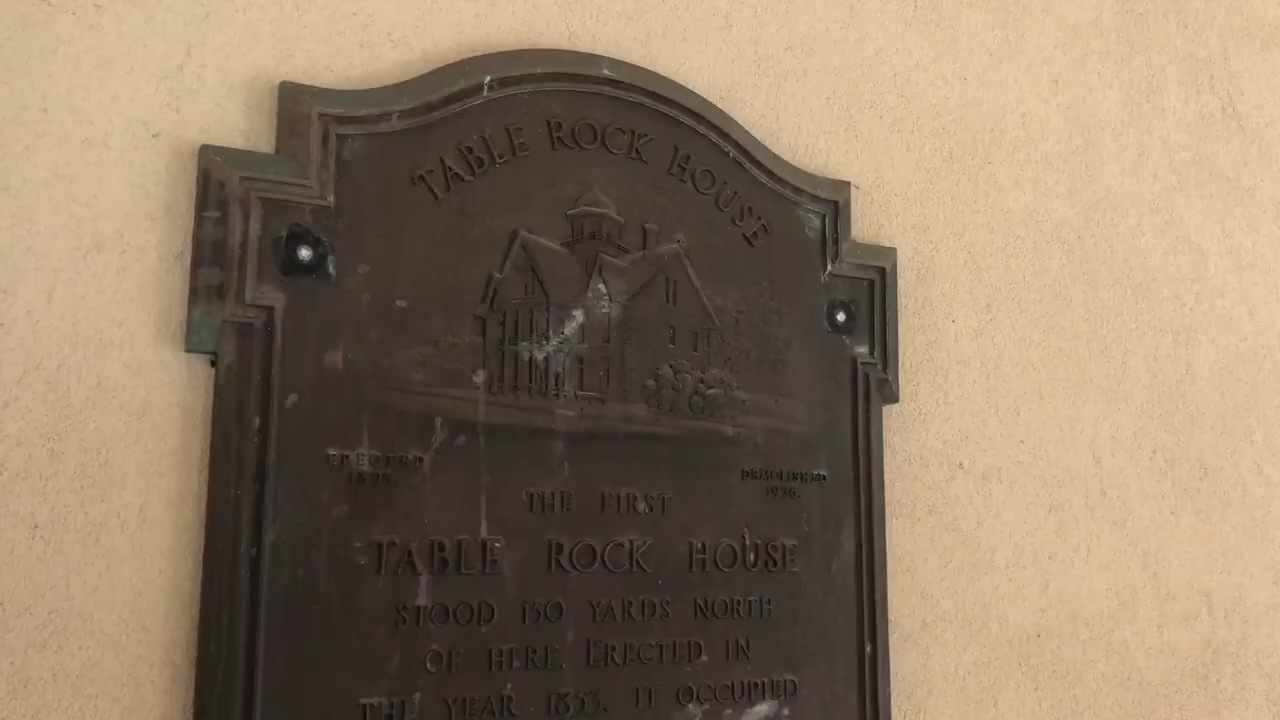 TABLE ROCK HOUSE
ERECTED
DEMOLISHED
THE FIRST
TABLE ROCK HOUSE
STOOD 150 YARDS NORTH
OF HERE. ERECTED IN
THE YEAR 1853, IT OCCUPIED